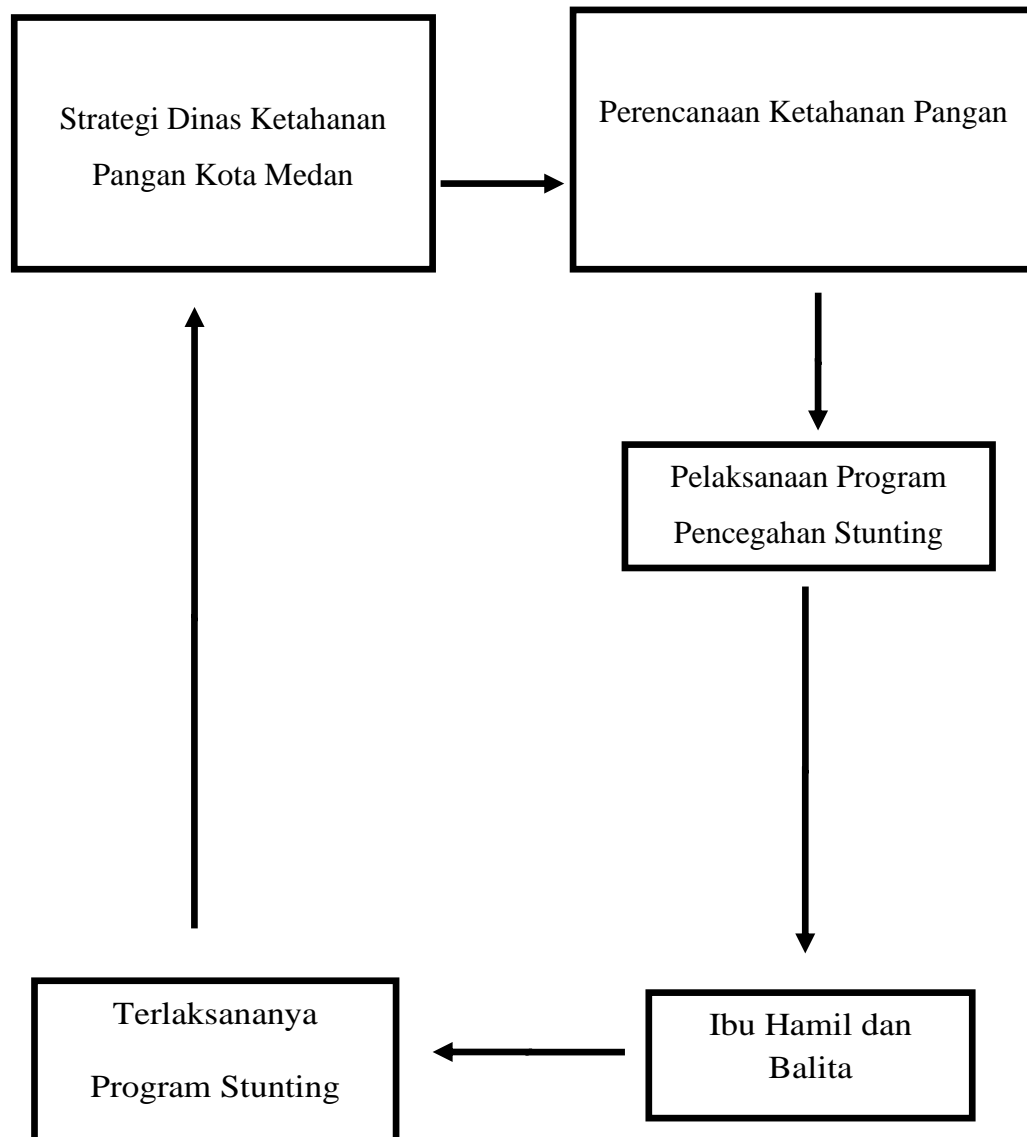 Strategi Dinas Ketahanan
Pangan Kota Medan
Perencanaan Ketahanan Pangan
Pelaksanaan Program
Pencegahan Stunting
Ibu Hamil dan
Balita
Terlaksananya
Program Stunting